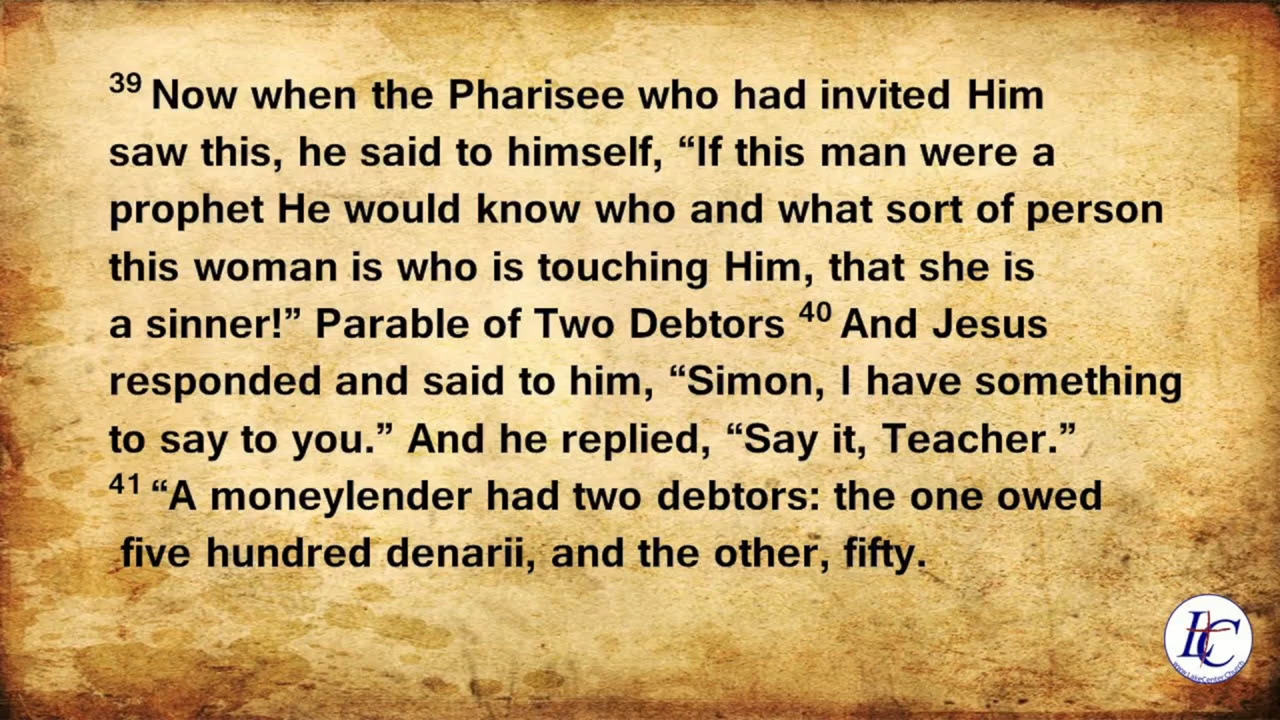 39 Now when the Pharisee who had invited Him
saw this, he said to himself, “If this man were a
prophet He would know who and what sort of person
this woman is who is touching Him, that she is
a sinner!” Parable of Two Debtors 40 And Jesus
responded and said to him, “Simon, I have something
to say to you.” And he replied, “Say it, Teacher.”
41 “A moneylender had two debtors: the one owed
five hundred denarii, and the other, fifty.
LC
www.LakeCenter.Church